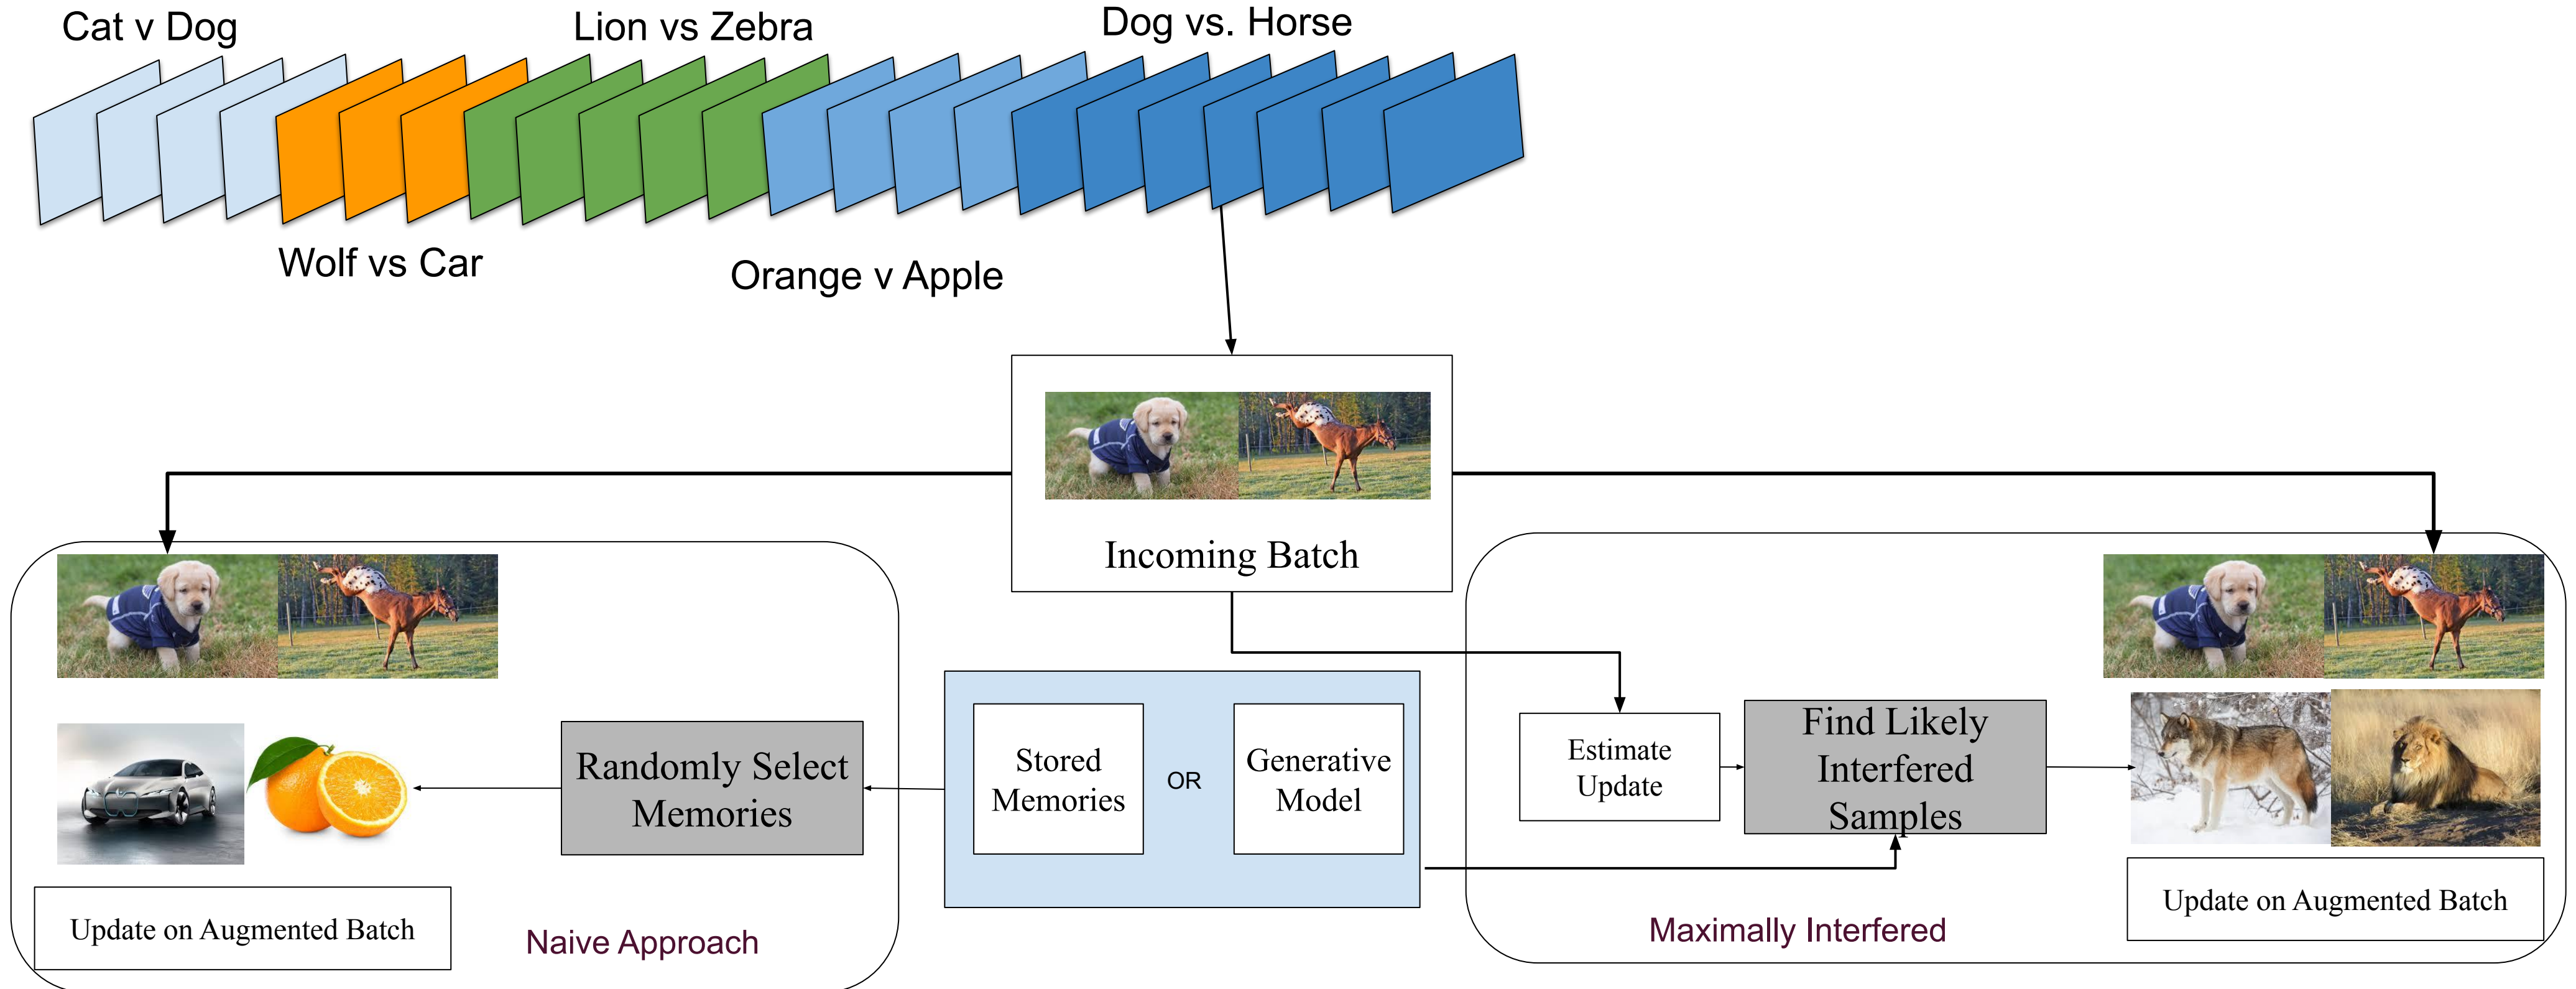 Cat v Dog
Lion vs Zebra
Dog vs. Horse
Wolf vs Car
Orange v Apple
Incoming Batch
Randomly Select
Memories
Stored
Memories
OR
Generative
Model
Estimate
Update
Find Likely
Interfered
Samples
Update on Augmented Batch
Naive Approach
Maximally Interfered
Update on Augmented Batch